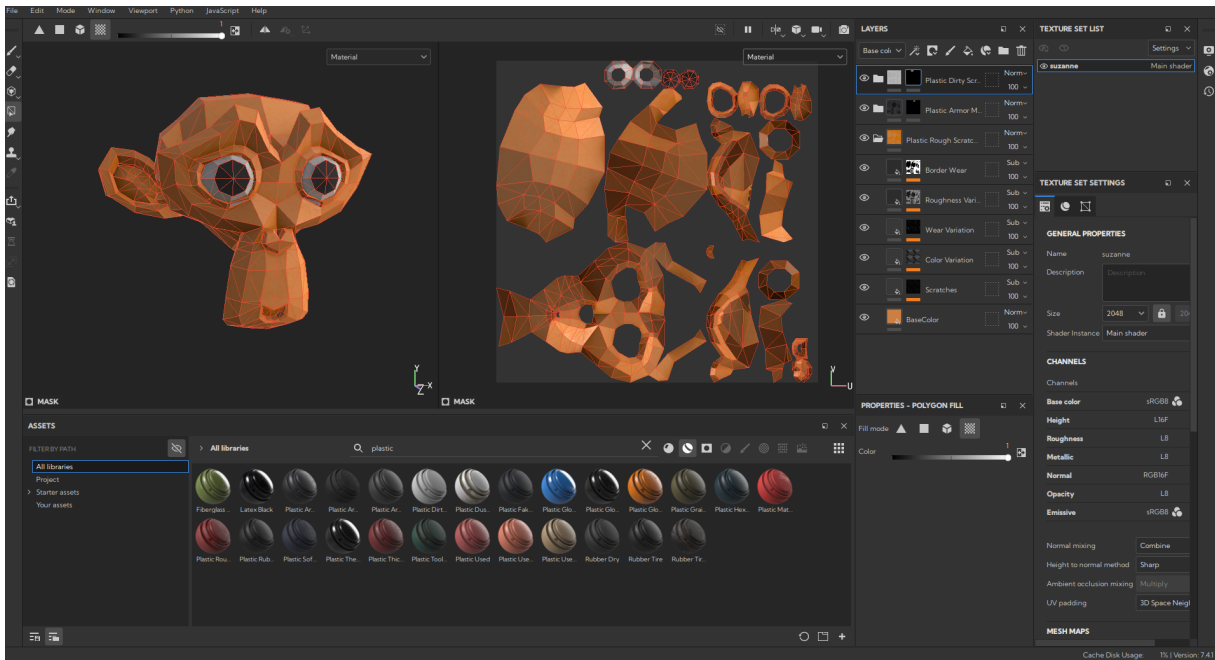 File Edit Mode Window Viewport Python JavaScript Help
1
Material
Material
Y
X
Z
V
U
MASK
MASK
LAYERS
Base colo
Plastic Dirty Scr...
Norm
100
Plastic Armor M...
Norm
100
Plastic Rough Scratc...
Norm
100
Border Wear
Sub
100
Roughness Vari...
Sub
100
Wear Variation
Sub
100
Color Variation
Sub
100
Scratches
Sub
100
BaseColor
Norm
100
PROPERTIES - POLYGON FILL
Fill mode
Color
1
TEXTURE SET LIST
Settings
suzanne Main shader
TEXTURE SET SETTINGS
GENERAL PROPERTIES
Name suzanne
Description Description
Size 2048 20
Shader Instance Main shader
CHANNELS
Channels
Base color sRGB8
Height L16F
Roughness L8
Metallic L8
Normal RGB16F
Opacity L8
Emissive sRGB8
Normal mixing Combine
Height to normal method Sharp
Ambient occlusion mixing Multiply
UV padding 3D Space Neigl
MESH MAPS
ASSETS
FILTER BY PATH
All libraries
Project
Starter assets
Your assets
All libraries
plastic
Fiberglass... Latex Black Plastic Ar... Plastic Ar... Plastic Ar... Plastic Dirt... Plastic Dus... Plastic Fak... Plastic Glo... Plastic Glo... Plastic Glo... Plastic Grai... Plastic Hex... Plastic Mat...
Plastic Rou... Plastic Rub... Plastic Sof... Plastic The... Plastic Thic... Plastic Tool... Plastic Used Plastic Use... Plastic Use... Rubber Dry Rubber Tire Rubber Tir...
Cache Disk Usage: 1% | Version: 7.4.1